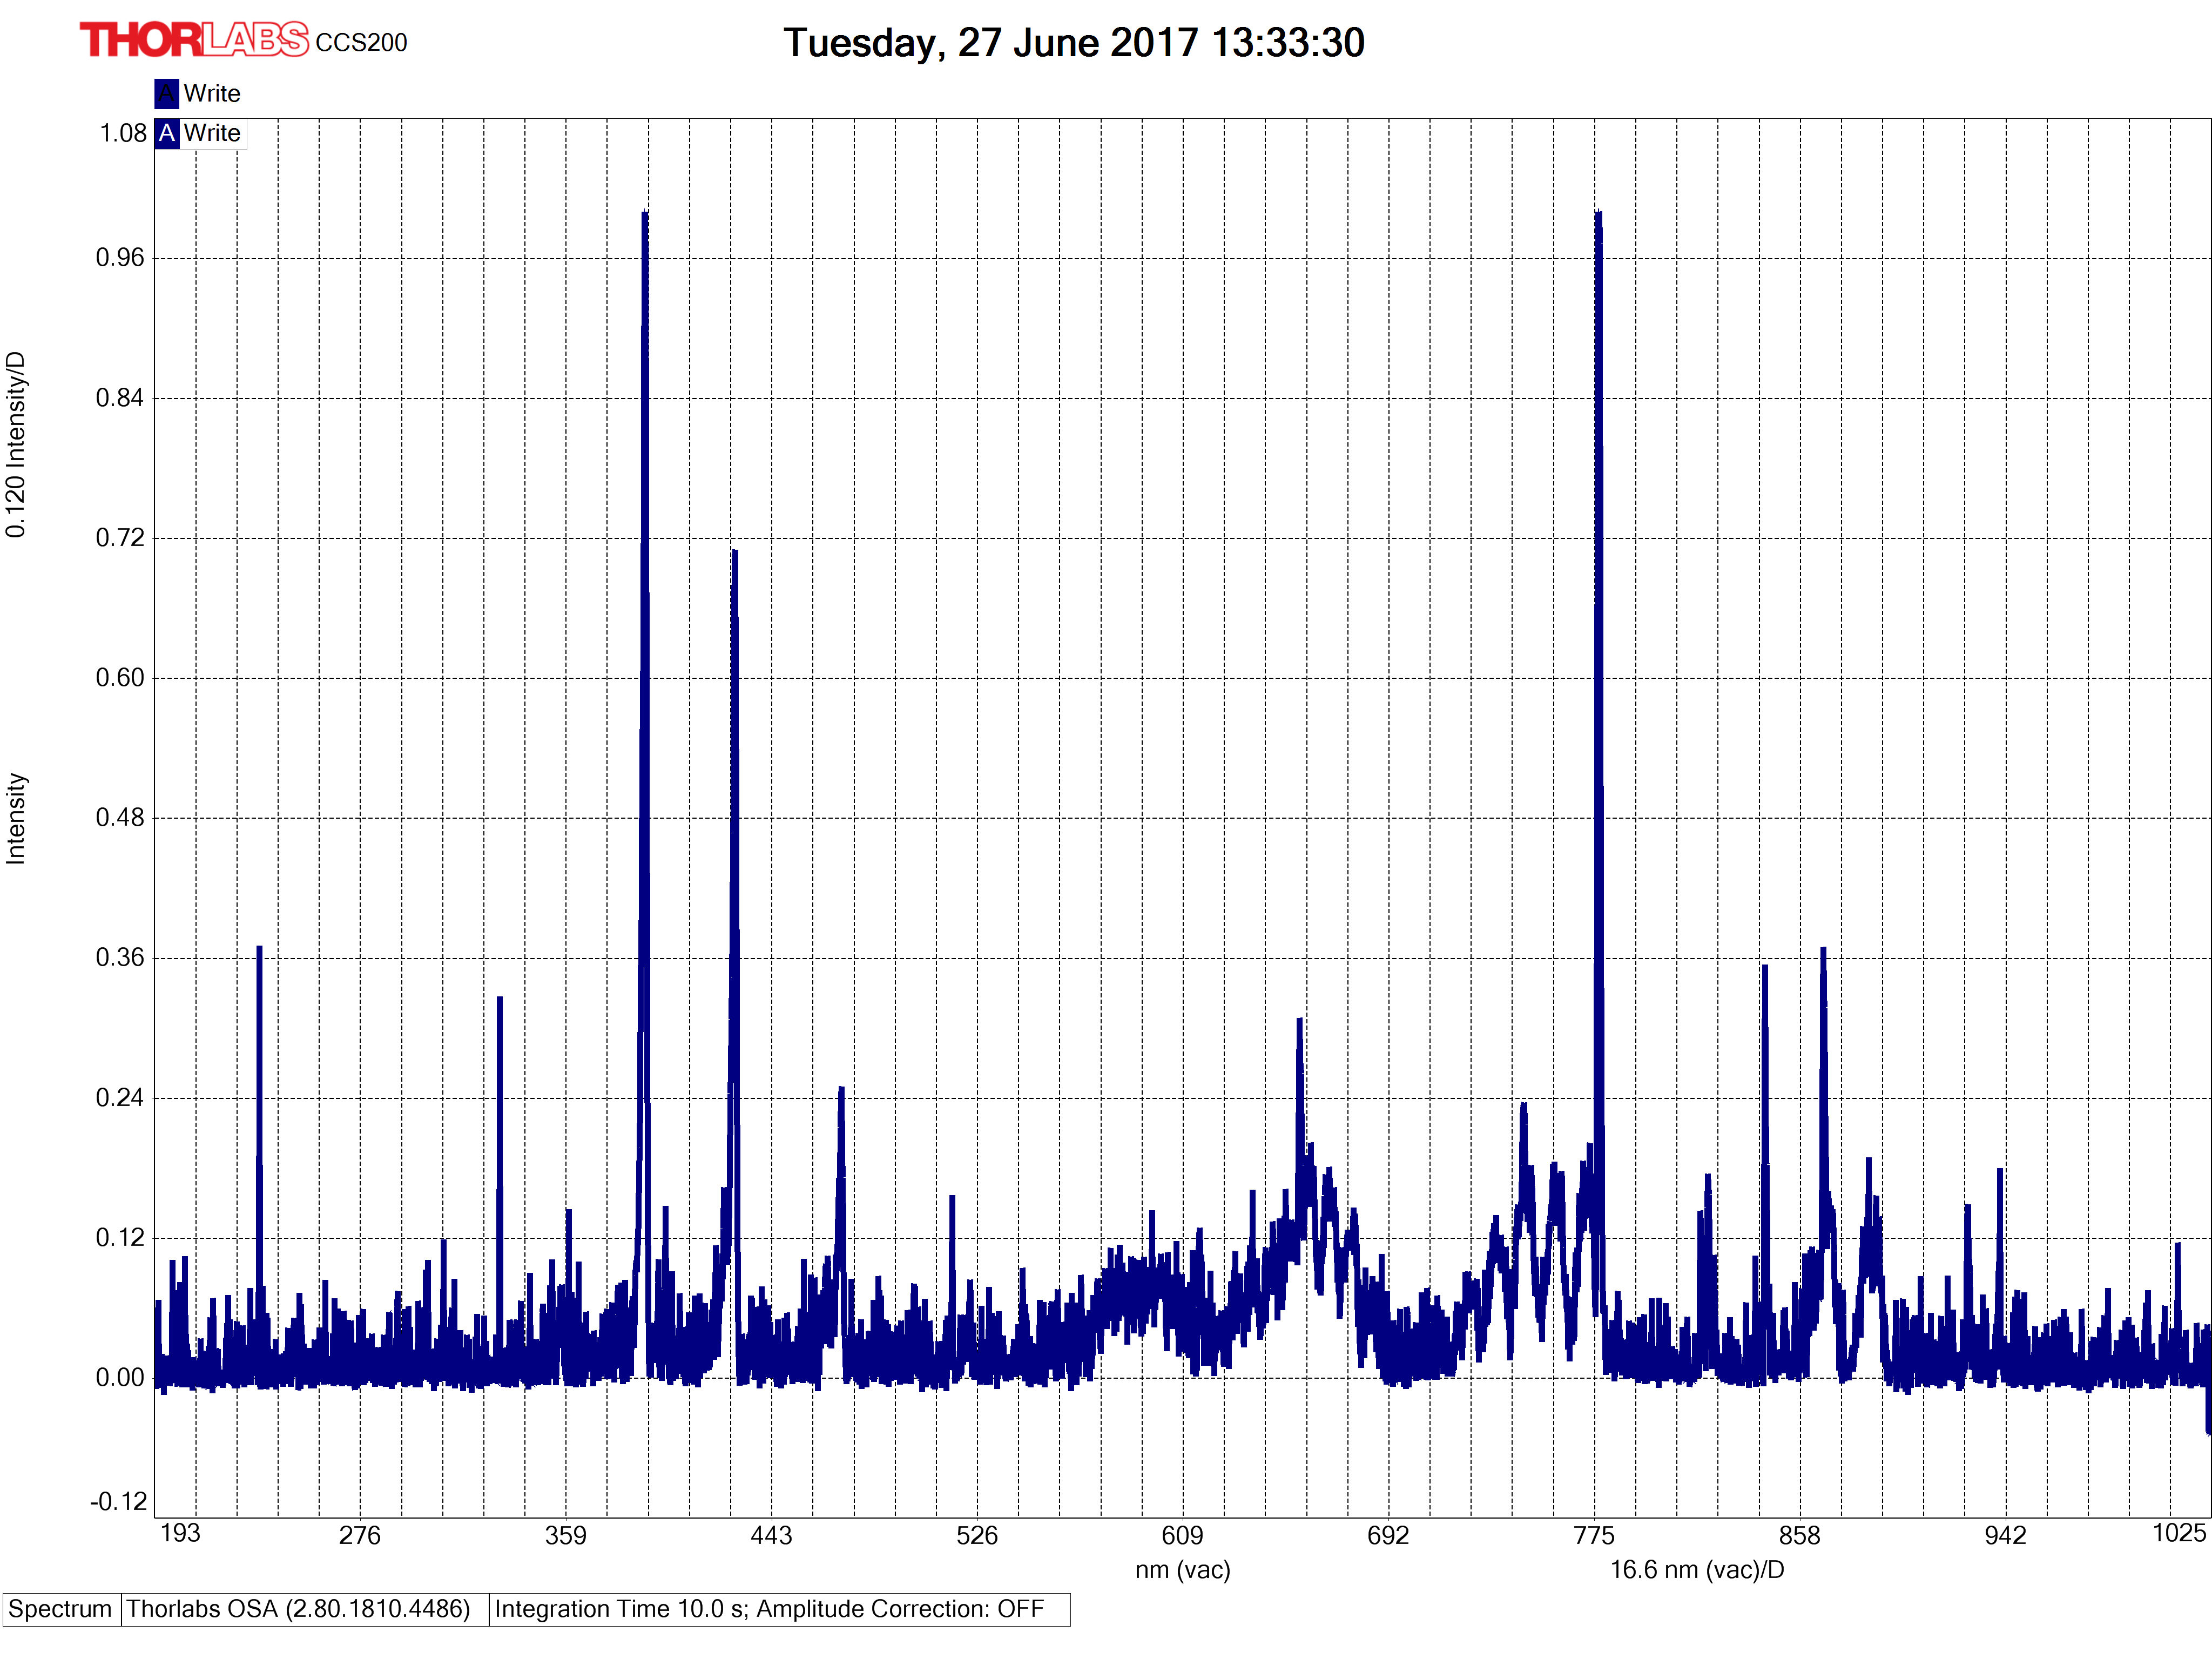 THORLABS CCS200
Tuesday, 27 June 2017 13:33:30
A Write
A Write
1.08
0.96
0.84
0.72
0.60
0.48
0.36
0.24
0.12
0.00
-0.12
0.120 Intensity/D
Intensity
193 276 359 443 526 609 692 775 858 942 1025
nm (vac) 16.6 nm (vac)/D
Spectrum Thorlabs OSA (2.80.1810.4486) Integration Time 10.0 s; Amplitude Correction: OFF